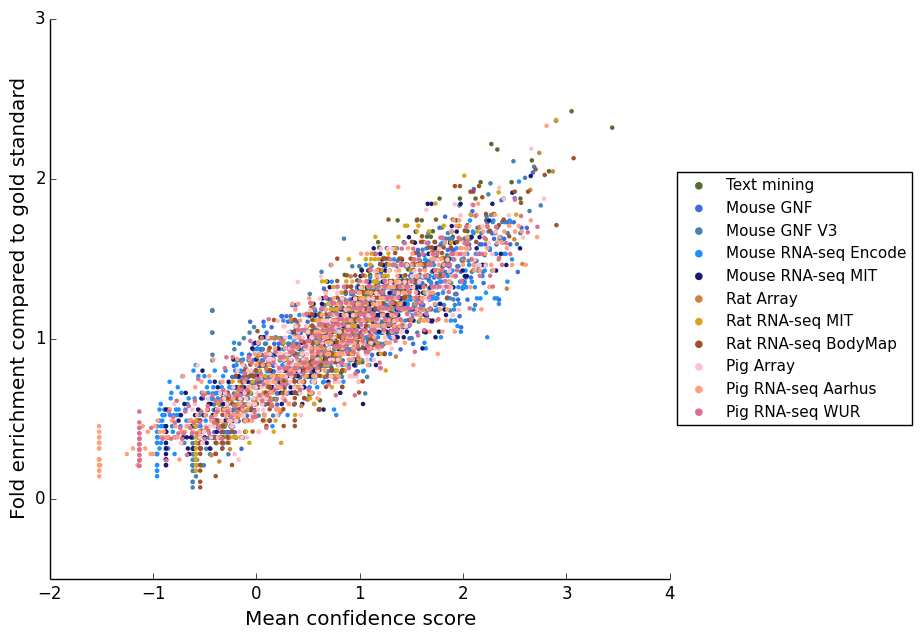 Fold enrichment compared to gold standard
3
2
1
0
−2
−1
0
1
2
3
4
Mean confidence score
Text mining
Mouse GNF
Mouse GNF V3
Mouse RNA-seq Encode
Mouse RNA-seq MIT
Rat Array
Rat RNA-seq MIT
Rat RNA-seq BodyMap
Pig Array
Pig RNA-seq Aarhus
Pig RNA-seq WUR